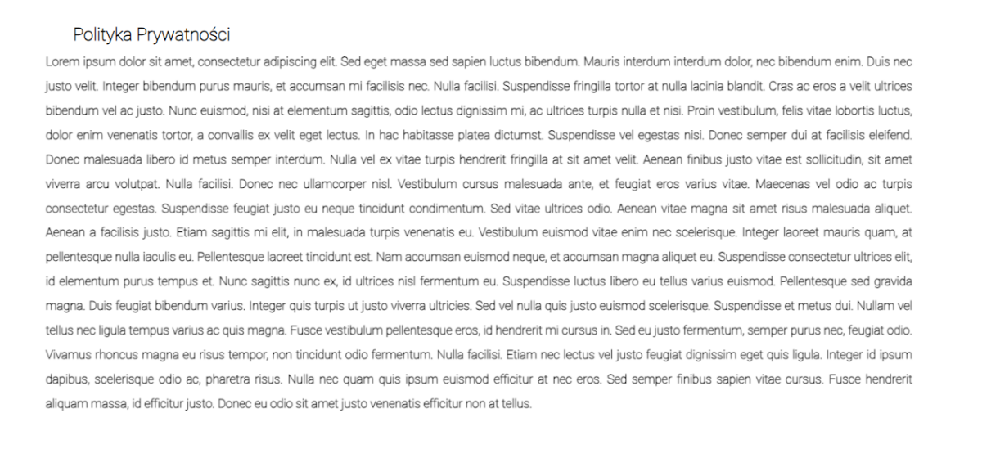 Polityka Prywatności
Lorem ipsum dolor sit amet, consectetur adipiscing elit. Sed eget massa sed sapien luctus bibendum. Mauris interdum interdum dolor, nec bibendum enim. Duis nec
justo velit. Integer bibendum purus mauris, et accumsan mi facilisis nec. Nulla facilisi. Suspendisse fringilla tortor at nulla lacinia blandit. Cras ac eros a velit ultrices
bibendum vel ac justo. Nunc euismod, nisi at elementum sagittis, odio lectus dignissim mi, ac ultrices turpis nulla et nisi. Proin vestibulum, felis vitae lobortis luctus,
dolor enim venenatis tortor, a convallis ex velit eget lectus. In hac habitasse platea dictumst. Suspendisse vel egestas nisi. Donec semper dui at facilisis eleifend.
Donec malesuada libero id metus semper interdum. Nulla vel ex vitae turpis hendrerit fringilla at sit amet velit. Aenean finibus justo vitae est sollicitudin, sit amet
viverra arcu volutpat. Nulla facilisi. Donec nec ullamcorper nisl. Vestibulum cursus malesuada ante, et feugiat eros varius vitae. Maecenas vel odio ac turpis
consectetur egestas. Suspendisse feugiat justo eu neque tincidunt condimentum. Sed vitae ultrices odio. Aenean vitae magna sit amet risus malesuada aliquet.
Aenean a facilisis justo. Etiam sagittis mi elit, in malesuada turpis venenatis eu. Vestibulum euismod vitae enim nec scelerisque. Integer laoreet mauris quam, at
pellentesque nulla iaculis eu. Pellentesque laoreet tincidunt est. Nam accumsan euismod neque, et accumsan magna aliquet eu. Suspendisse consectetur ultrices elit,
id elementum purus tempus et. Nunc sagittis nunc ex, id ultrices nisl fermentum eu. Suspendisse luctus libero eu tellus varius euismod. Pellentesque sed gravida
magna. Duis feugiat bibendum varius. Integer quis turpis ut justo viverra ultricies. Sed vel nulla quis justo euismod scelerisque. Suspendisse et metus dui. Nullam vel
tellus nec ligula tempus varius ac quis magna. Fusce vestibulum pellentesque eros, id hendrerit mi cursus in. Sed eu justo fermentum, semper purus nec, feugiat odio.
Vivamus rhoncus magna eu risus tempor, non tincidunt odio fermentum. Nulla facilisi. Etiam nec lectus vel justo feugiat dignissim eget quis ligula. Integer id ipsum
dapibus, scelerisque odio ac, pharetra risus. Nulla nec quam quis ipsum euismod efficitur at nec eros. Sed semper finibus sapien vitae cursus. Fusce hendrerit
aliquam massa, id efficitur justo. Donec eu odio sit amet justo venenatis efficitur non at tellus.